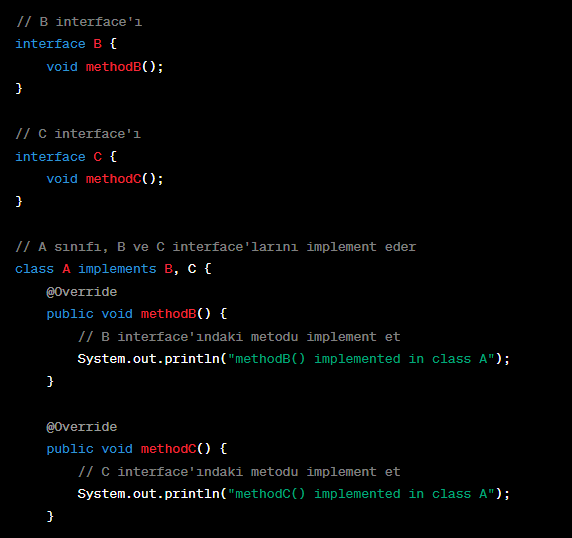 // B interface'ı
interface B {
    void methodB();
}

// C interface'ı
interface C {
    void methodC();
}

// A sınıfı, B ve C interface'larını implement eder
class A implements B, C {
    @Override
    public void methodB() {
        // B interface'ındaki metodu implement et
        System.out.println("methodB() implemented in class A");
    }

    @Override
    public void methodC() {
        // C interface'ındaki metodu implement et
        System.out.println("methodC() implemented in class A");
    }